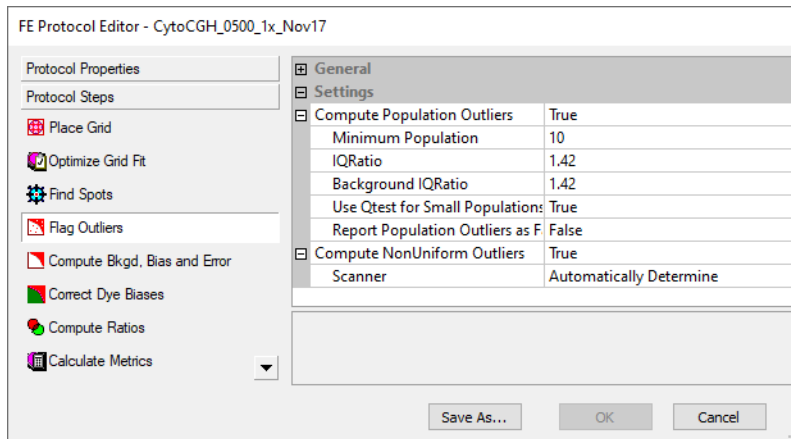 FE Protocol Editor - CytoCGH_0500_1x_Nov17
Protocol Properties
Protocol Steps
Place Grid
Optimize Grid Fit
Find Spots
Flag Outliers
Compute Bkgd, Bias and Error
Correct Dye Biases
Compute Ratios
Calculate Metrics
General
Settings
Compute Population Outliers True
Minimum Population 10
IQRatio 1.42
Background IQRatio 1.42
Use Qtest for Small Populations True
Report Population Outliers as F False
Compute NonUniform Outliers True
Scanner Automatically Determine
Save As... OK Cancel